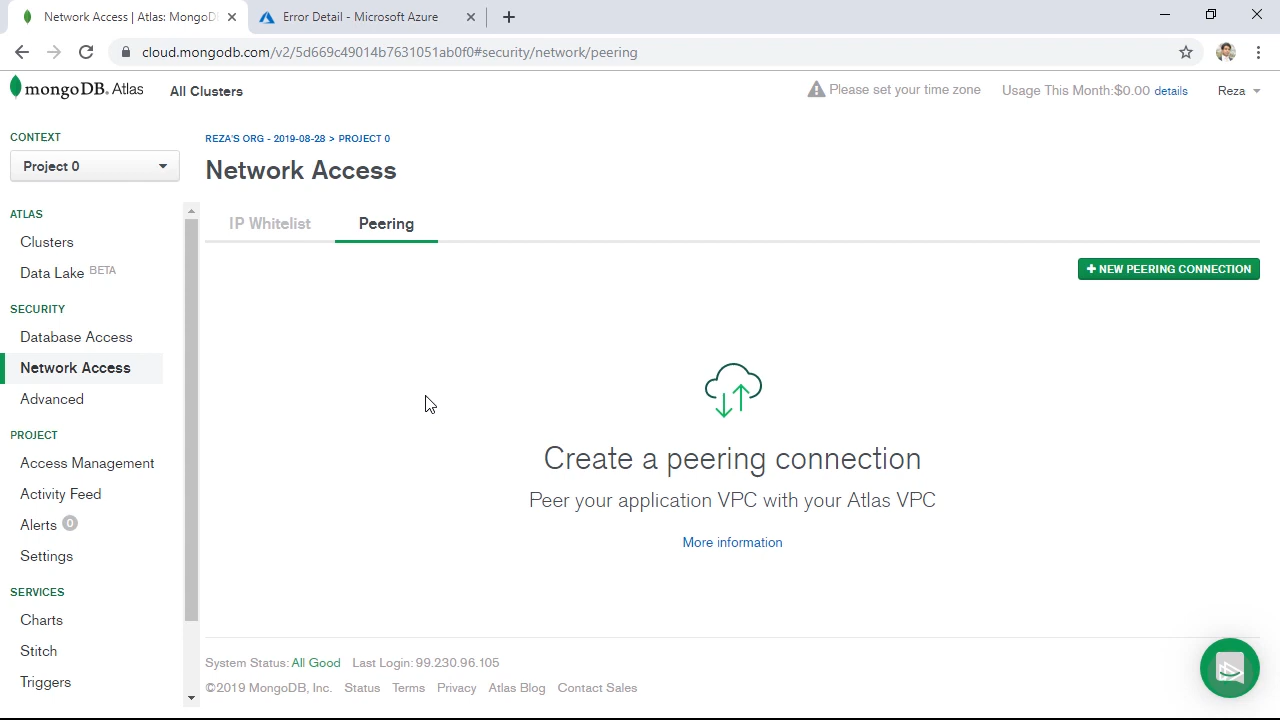 Network Access | Atlas: MongoD
Error Detail - Microsoft Azure
cloud.mongodb.com/v2/5d669c49014b7631051ab0f0#security/network/peering
mongoDB. Atlas
All Clusters
Please set your time zone
Usage This Month:$0.00 details
Reza
CONTEXT
Project 0
ATLAS
Clusters
Data Lake BETA
SECURITY
Database Access
Network Access
Advanced
PROJECT
Access Management
Activity Feed
Alerts 0
Settings
SERVICES
Charts
Stitch
Triggers
REZA'S ORG - 2019-08-28 > PROJECT 0
Network Access
IP Whitelist
Peering
+ NEW PEERING CONNECTION
Create a peering connection
Peer your application VPC with your Atlas VPC
More information
System Status: All Good Last Login: 99.230.96.105
©2019 MongoDB, Inc. Status Terms Privacy Atlas Blog Contact Sales